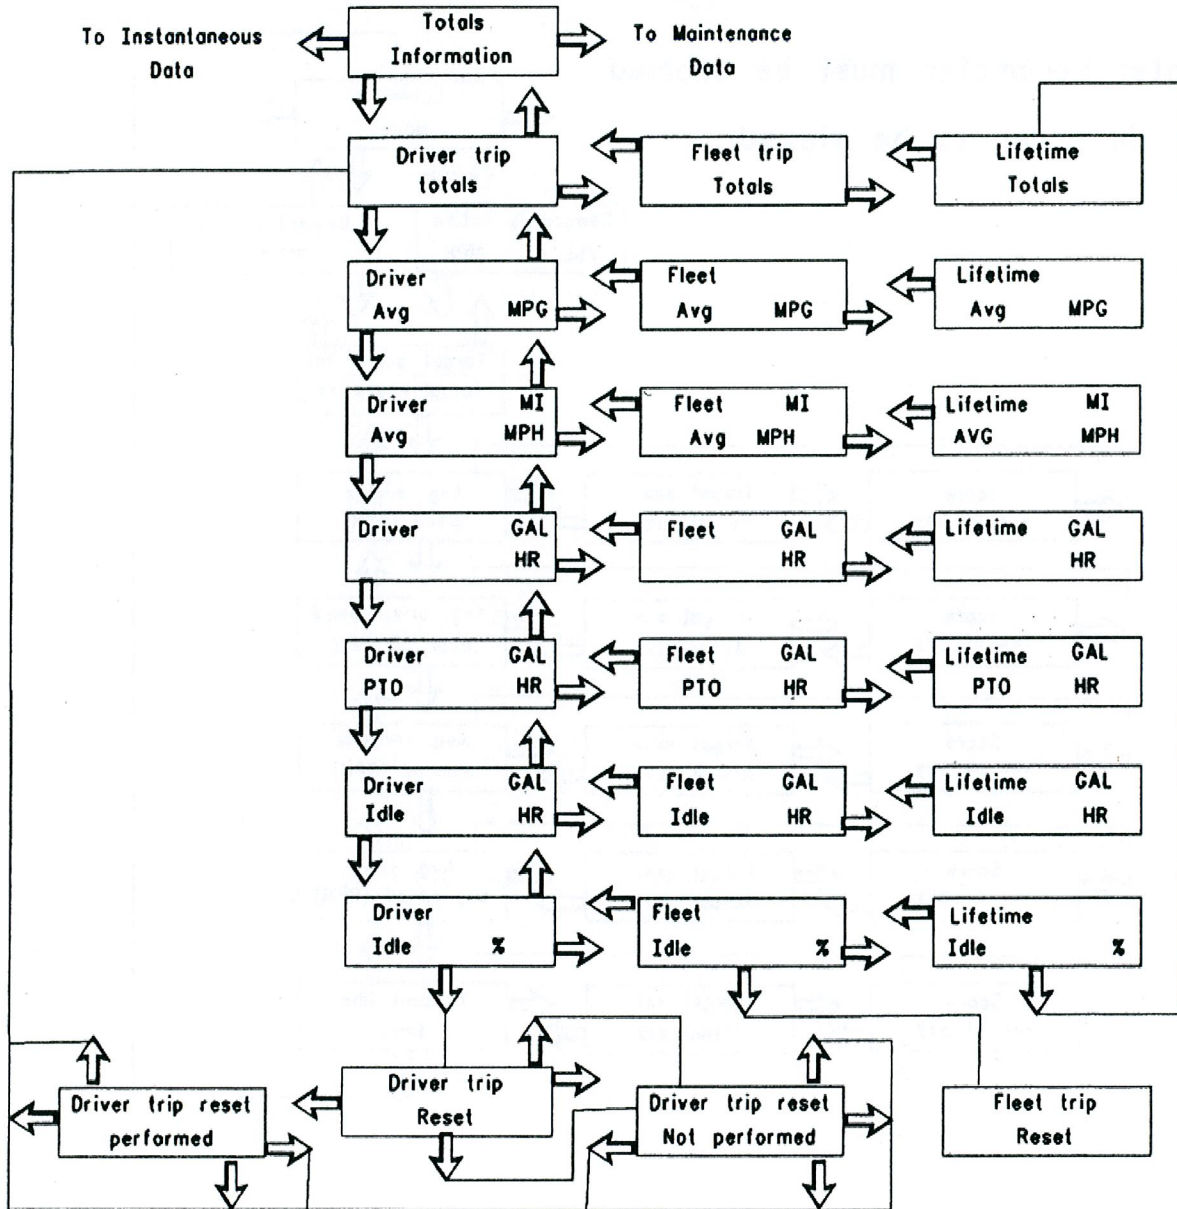 To Instantaneous
Data
Totals
Information
To Maintenance
Data
Driver trip
totals
Fleet trip
Totals
Lifetime
Totals
Driver
Avg MPG
Fleet
Avg MPG
Lifetime
Avg MPG
Driver MI
Avg MPH
Fleet MI
Avg MPH
Lifetime MI
AVG MPH
Driver GAL
HR
Fleet GAL
HR
Lifetime GAL
HR
Driver GAL
PTO HR
Fleet GAL
PTO HR
Lifetime GAL
PTO HR
Driver GAL
Idle HR
Fleet GAL
Idle HR
Lifetime GAL
Idle HR
Driver
Idle %
Fleet
Idle %
Lifetime
Idle %
Driver trip reset
performed
Driver trip
Reset
Driver trip reset
Not performed
Fleet trip
Reset